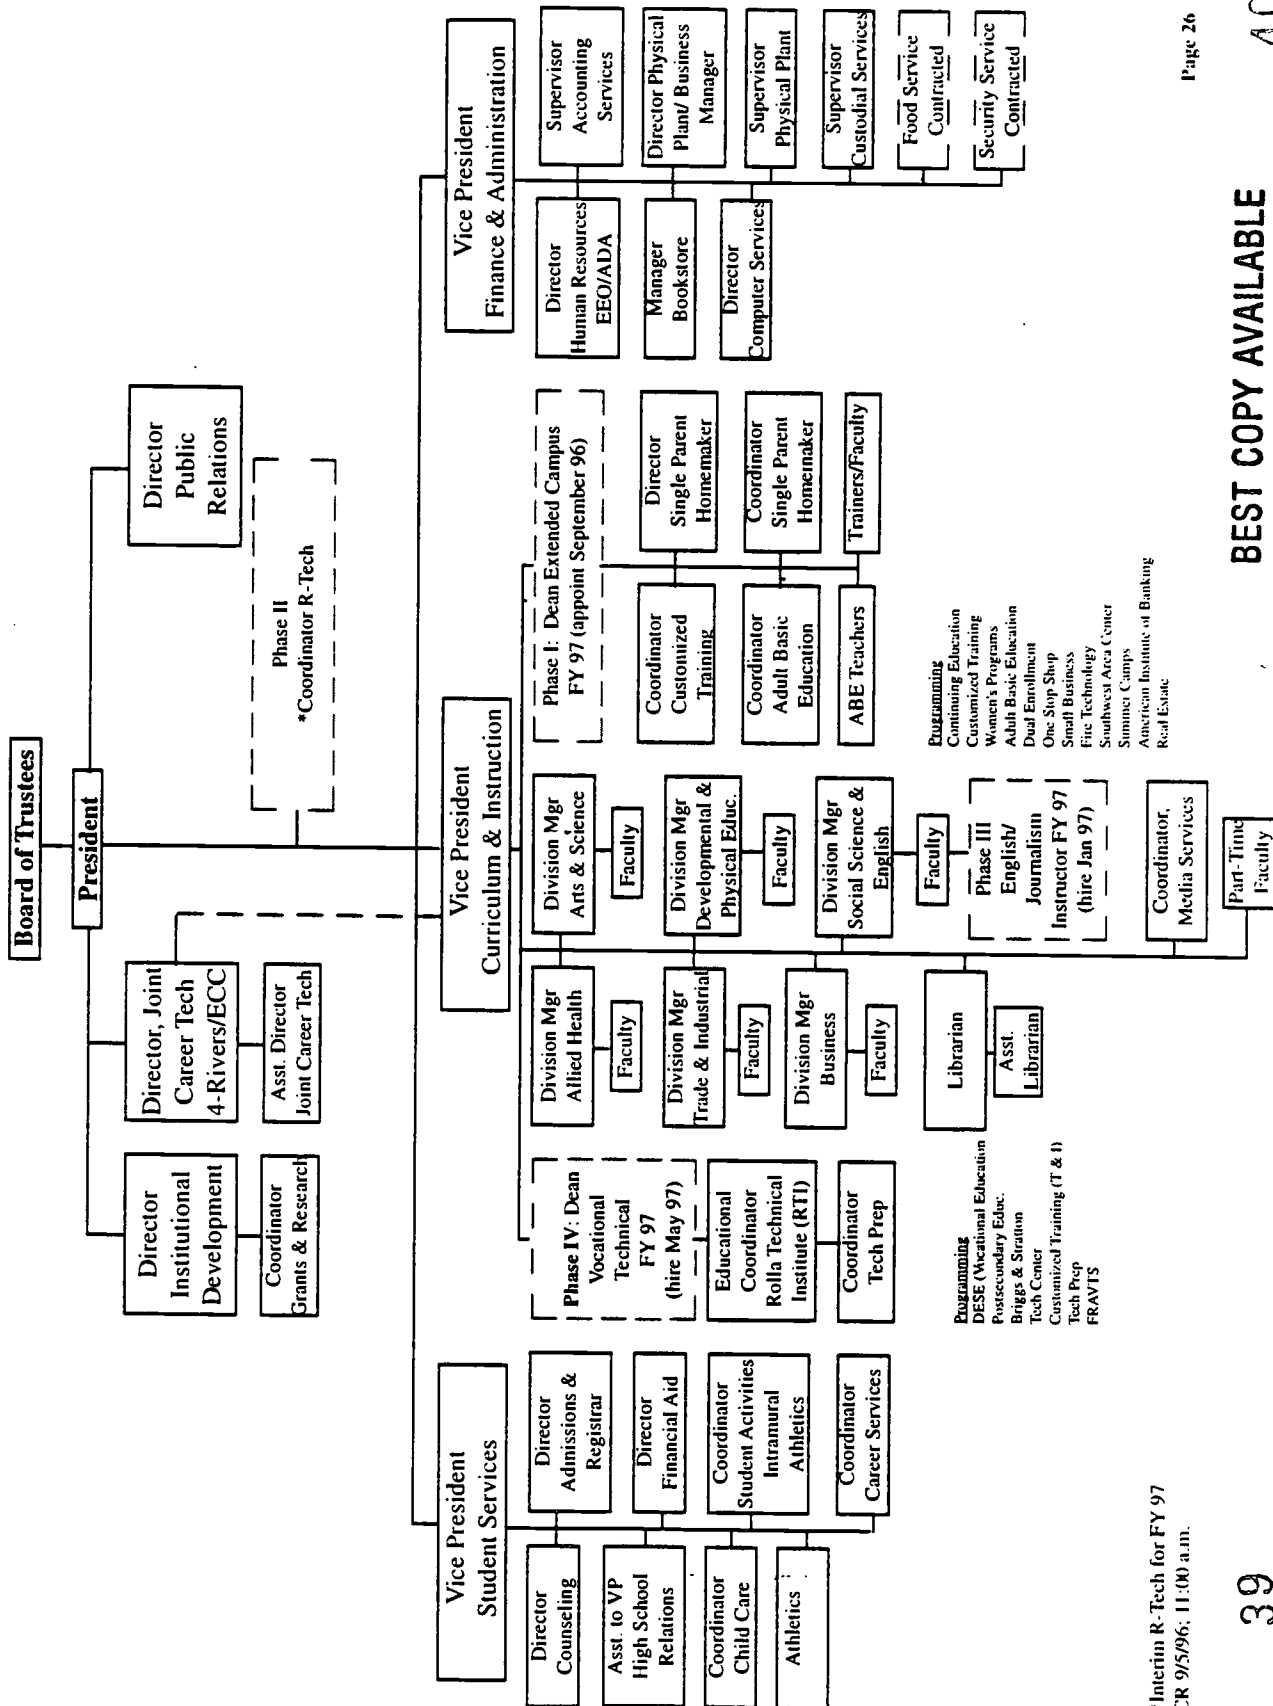 Board of Trustees
President
Director
Institutional
Development
Coordinator
Grants & Research
Director, Joint
Career Tech
4-Rivers/ECC
Asst. Director
Joint Career Tech
Director
Public
Relations
Phase II
*Coordinator R-Tech
Vice President
Student Services
Director
Counseling
Director
Admissions &
Registrar
Asst. to VP
High School
Relations
Director
Financial Aid
Coordinator
Child Care
Coordinator
Student Activities
Intramural
Athletics
Athletics
Coordinator
Career Services
Vice President
Curriculum & Instruction
Phase IV: Dean
Vocational
Technical
FY 97
(hire May 97)
Educational
Coordinator
Rolla Technical
Institute (RTI)
Coordinator
Tech Prep
Programming
DESE (Vocational Education
Postsecondary Educ.
Briggs & Stratton
Tech Center
Customized Training (T & I)
Tech Prep
FRAVTS
Division Mgr
Allied Health
Faculty
Division Mgr
Trade & Industrial
Faculty
Division Mgr
Business
Faculty
Librarian
Asst.
Librarian
Division Mgr
Arts & Science
Faculty
Division Mgr
Developmental &
Physical Educ.
Faculty
Division Mgr
Social Science &
English
Faculty
Phase III
English/
Journalism
Instructor FY 97
(hire Jan 97)
Coordinator,
Media Services
Part-Time
Faculty
Phase I: Dean Extended Campus
FY 97 (appoint September 96)
Coordinator
Customized
Training
Director
Single Parent
Homemaker
Coordinator
Adult Basic
Education
Coordinator
Single Parent
Homemaker
ABE Teachers
Trainers/Faculty
Programming
Continuing Education
Customized Training
Women's Programs
Adult Basic Education
Dual Enrollment
One Stop Shop
Small Business
Fire Technology
Southwest Area Center
Summer Camps
American Institute of Banking
Real Estate
Vice President
Finance & Administration
Director
Human Resources
EEO/ADA
Supervisor
Accounting
Services
Manager
Bookstore
Director Physical
Plant/ Business
Manager
Director
Computer Services
Supervisor
Physical Plant
Supervisor
Custodial Services
Food Service
Contracted
Security Service
Contracted
Interim R-Tech for FY 97
CR 9/5/96; 11:00 a.m.
Page 26
39
BEST COPY AVAILABLE